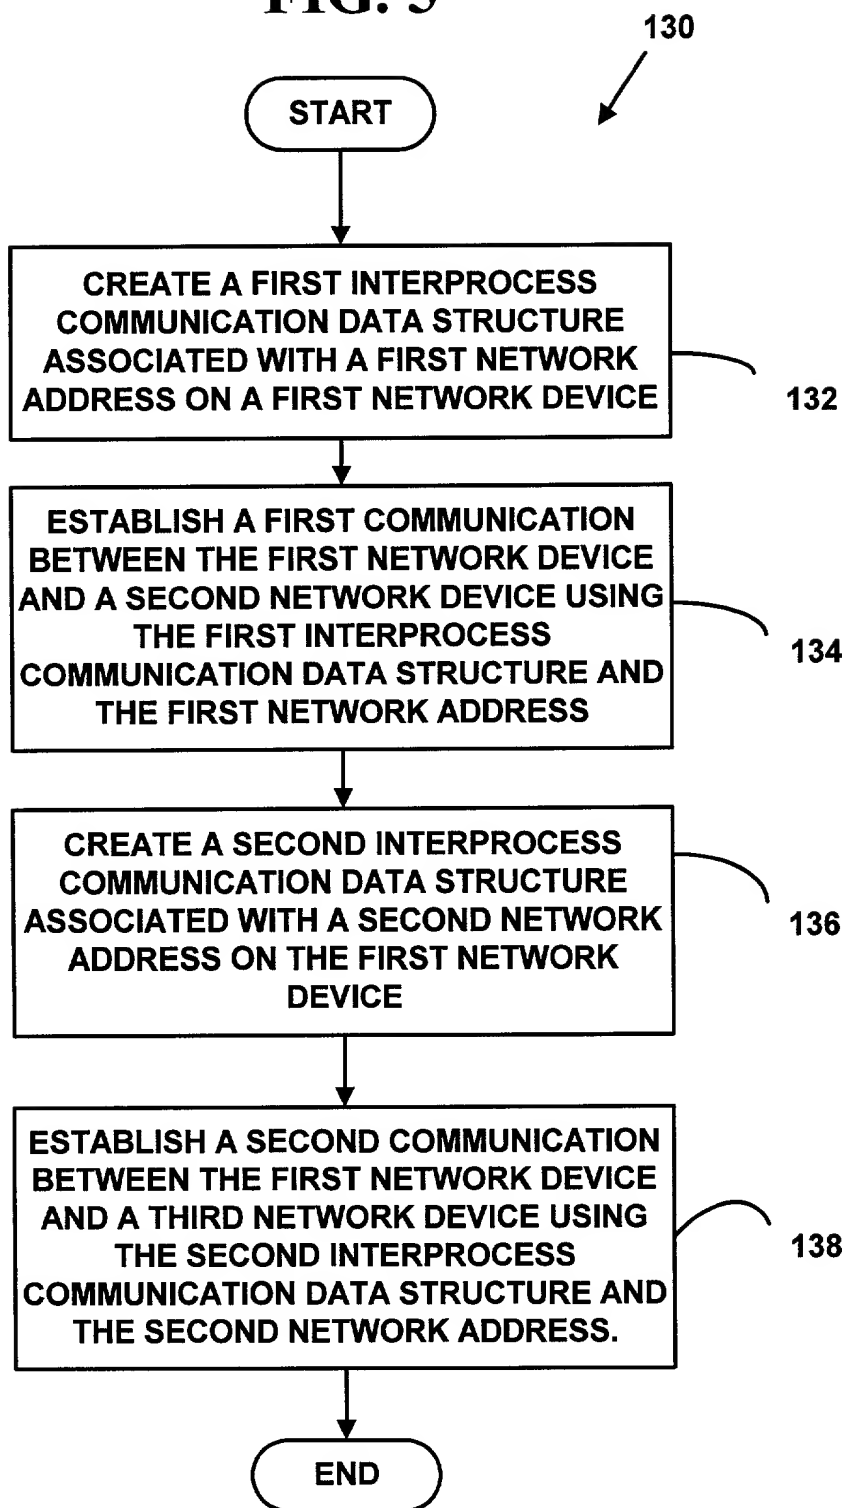 130
START
CREATE A FIRST INTERPROCESS
COMMUNICATION DATA STRUCTURE
ASSOCIATED WITH A FIRST NETWORK
ADDRESS ON A FIRST NETWORK DEVICE
132
ESTABLISH A FIRST COMMUNICATION
BETWEEN THE FIRST NETWORK DEVICE
AND A SECOND NETWORK DEVICE USING
THE FIRST INTERPROCESS
COMMUNICATION DATA STRUCTURE AND
THE FIRST NETWORK ADDRESS
134
CREATE A SECOND INTERPROCESS
COMMUNICATION DATA STRUCTURE
ASSOCIATED WITH A SECOND NETWORK
ADDRESS ON THE FIRST NETWORK
DEVICE
136
ESTABLISH A SECOND COMMUNICATION
BETWEEN THE FIRST NETWORK DEVICE
AND A THIRD NETWORK DEVICE USING
THE SECOND INTERPROCESS
COMMUNICATION DATA STRUCTURE AND
THE SECOND NETWORK ADDRESS.
138
END